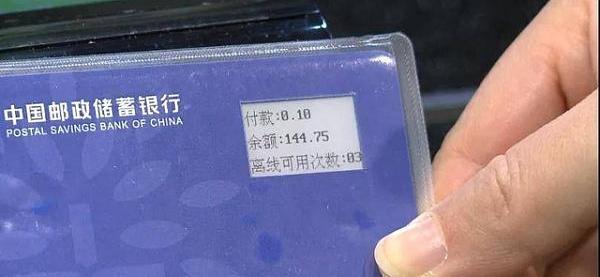 中国邮政储蓄银行
POSTAL SAVINGS BANK OF CHINA
付款:0.10
余额:144.75
离线可用次数:03